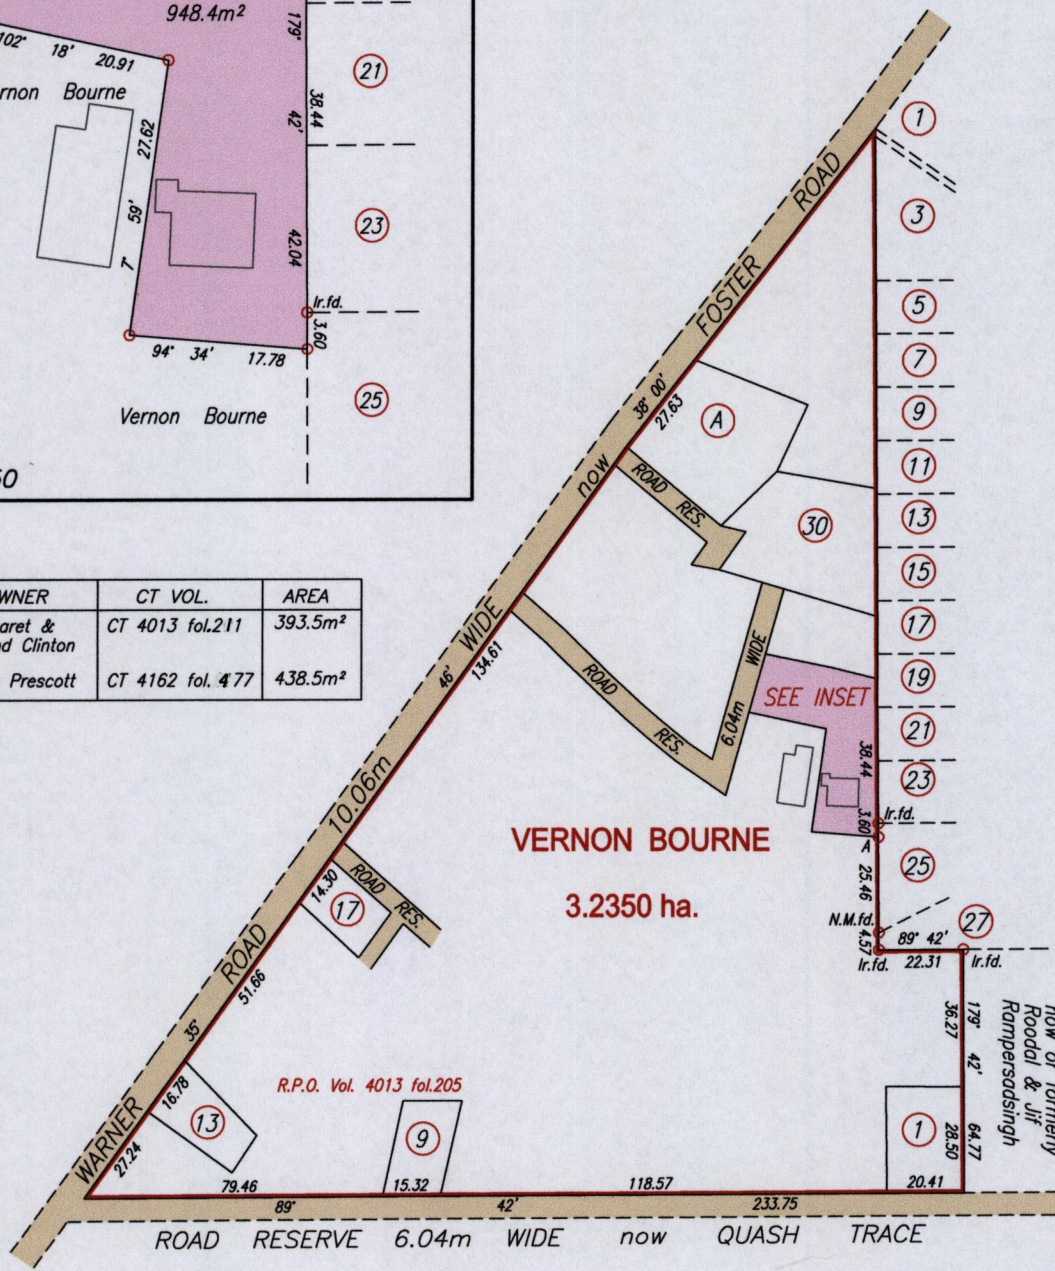 948.4m²
102° 18' 20.91
Vernon Bourne
27.62
59'
7°
179°
38.44
42'
42.04
Ir.fd.
3.60
94° 34' 17.78
Vernon Bourne
21
23
25
CT VOL.
AREA
CT 4013 fol.211
393.5m²
nd Clinton
Prescott
CT 4162 fol. 477
438.5m²
WARNER ROAD 10.06m WIDE now FOSTER ROAD
35'
46'
38° 00'
27.63
134.61
14.30
51.66
16.78
27.24
A
ROAD RES.
30
ROAD RES.
6.04m WIDE
SEE INSET
ROAD RES.
17
13
9
R.P.O. Vol. 4013 fol.205
VERNON BOURNE
3.2350 ha.
1
3
5
7
9
11
13
15
17
19
21
23
25
27
38.44
3.60
Ir.fd.
A
25.46
N.M.fd.
4.57
89° 42'
Ir.fd.
22.31
Ir.fd.
179° 42' 64.77
36.27
28.50
now or formerly
Roodal & Jif
Rampersadsingh
1
79.46
15.32
118.57
20.41
89° 42' 233.75
ROAD RESERVE 6.04m WIDE now QUASH TRACE